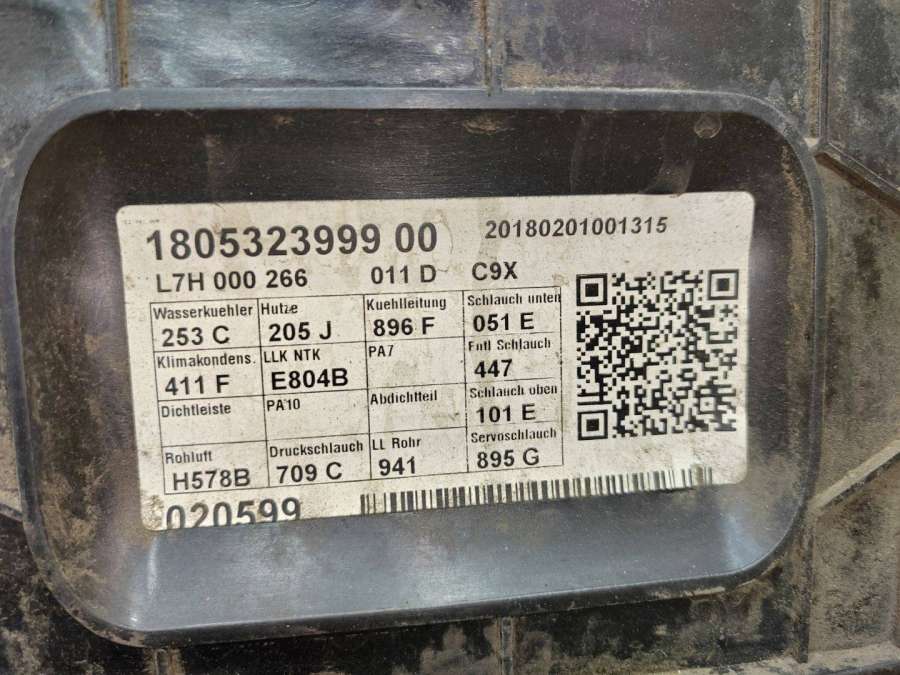 1805323999 00 20180201001315
L7H 000 266 011 D C9X
Wasserkuehler Hutze Kuehlleitung Schlauch unten
253 C 205 J 896 F 051 E
Klimakondens. LLK NTK PA7 Entl Schlauch
411 F E804B 447
Dichtleiste PA10 Abdichtteil Schlauch oben
101 E
Rohluft Druckschlauch LL Rohr Servoschlauch
H578B 709 C 941 895 G
020599